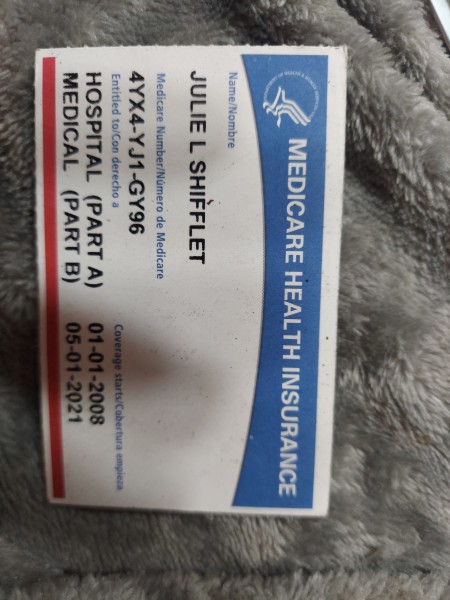 MEDICARE HEALTH INSURANCE
Name/Nombre
JULIE L SHIFFLET
Medicare Number/Número de Medicare
4YX4-YJ1-GY96
Entitled to/Con derecho a
Coverage starts/Cobertura empieza
HOSPITAL (PART A) 01-01-2008
MEDICAL (PART B) 05-01-2021